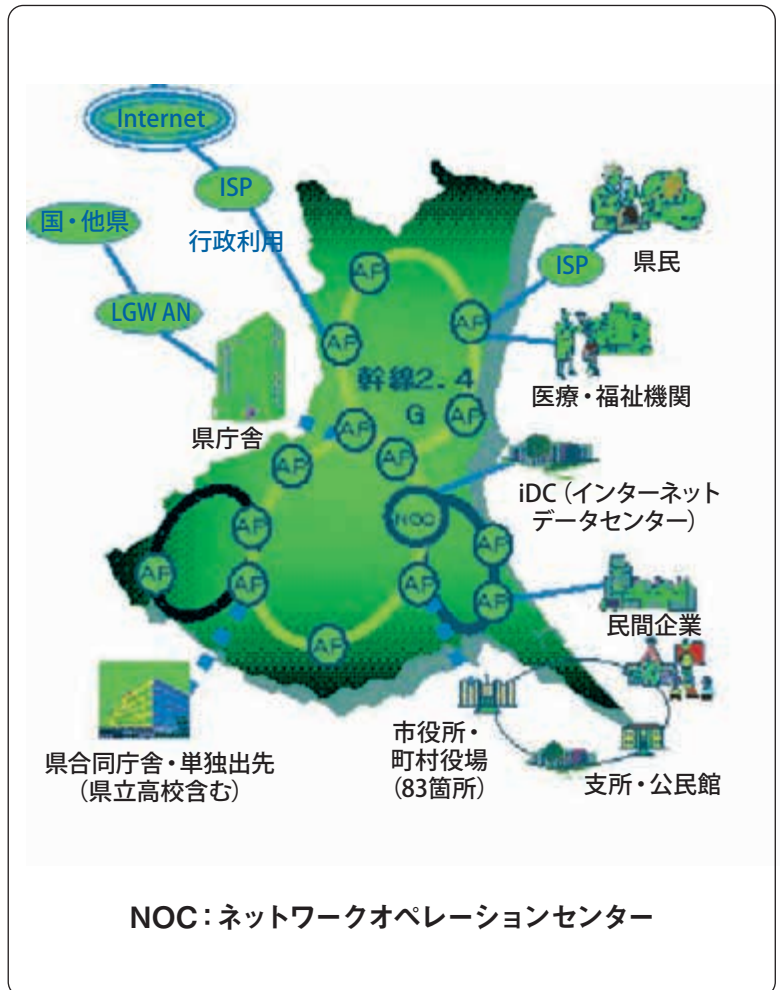 Internet
ISP
国・他県
行政利用
ISP
県民
LGW AN
AP
AP
AP
幹線2.4
G
医療・福祉機関
県庁舎
AP
AP
AP
AP
iDC（インターネット
データセンター）
NOC
AP
AP
AP
AP
AP
AP
民間企業
AP
県合同庁舎・単独出先
（県立高校含む）
市役所・
町村役場
（83箇所）
支所・公民館
NOC：ネットワークオペレーションセンター